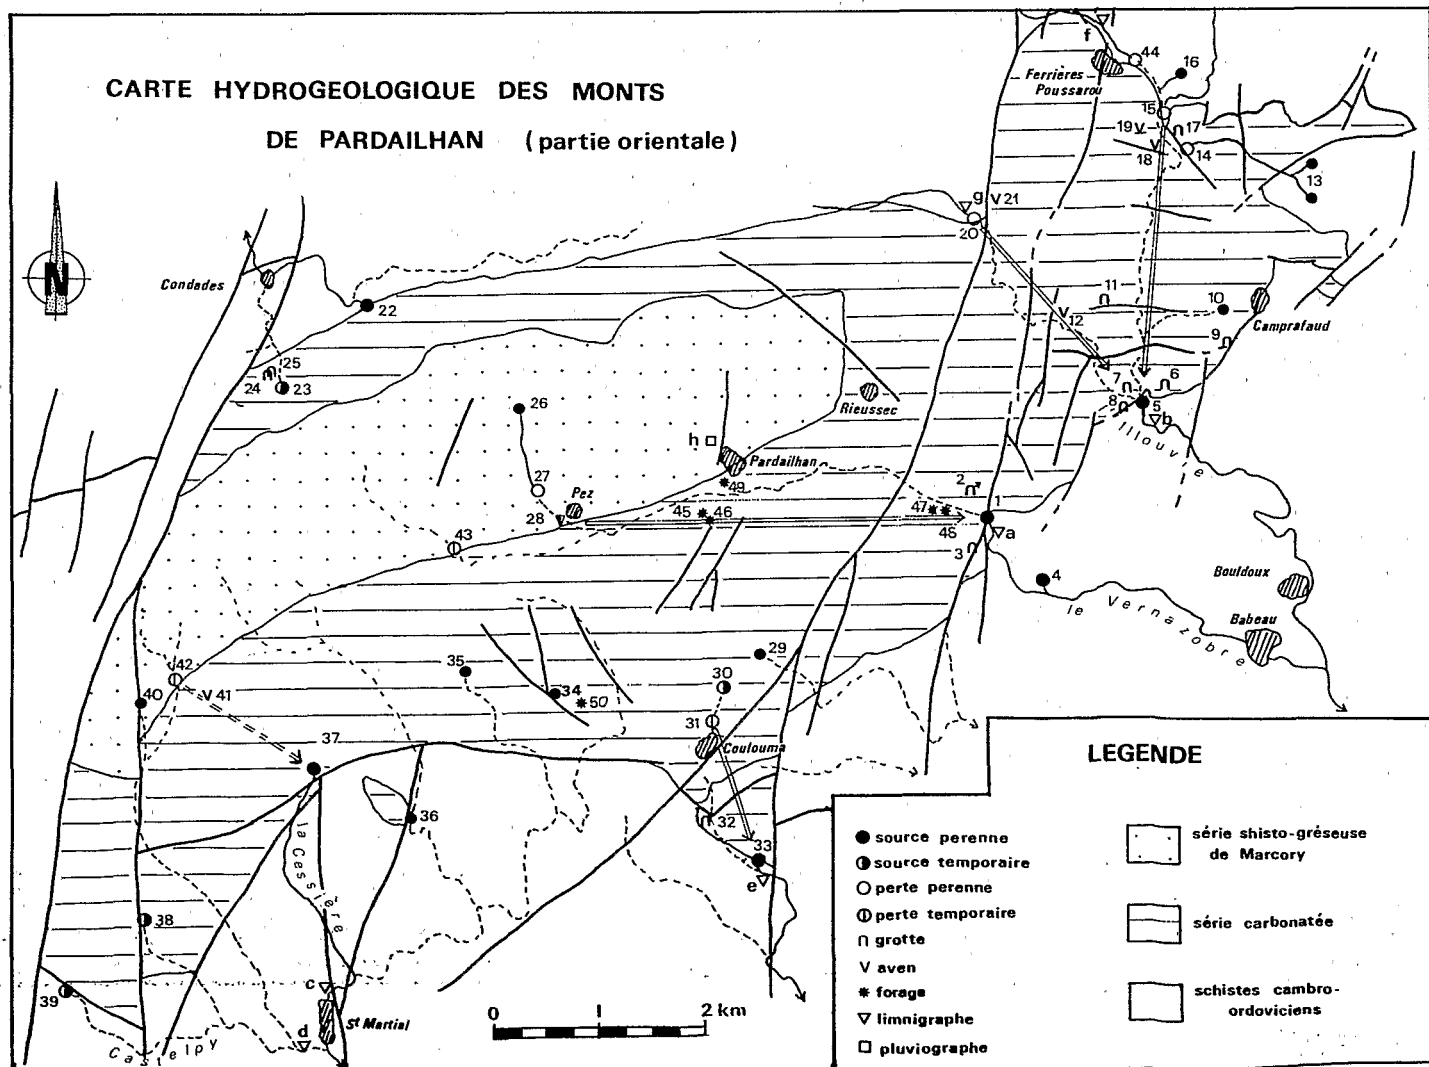 CARTE HYDROGEOLOGIQUE DES MONTS
DE PARDAILHAN (partie orientale)
N
f
44
16
Ferrières
Poussarou
15
19
17
18
14
13
g
21
20
Condades
22
11
12
10
Camprafaud
9
25
24
23
7
6
8
5
b
Illouvre
26
Rieussec
h
Pardailhan
49
27
Pez
28
45
46
47
48
2
1
a
3
43
4
Bouldoux
Babeau
le Vernazobre
42
41
40
35
34
50
29
30
31
Coulouma
37
36
32
33
e
la Cessière
38
39
c
d
St Martial
Casselpy
0
1
2 km
LEGENDE
source perenne
source temporaire
perte perenne
perte temporaire
grotte
aven
forage
limnigraphe
pluviographe
série shisto-gréseuse
de Marcory
série carbonatée
schistes cambro-
ordoviciens